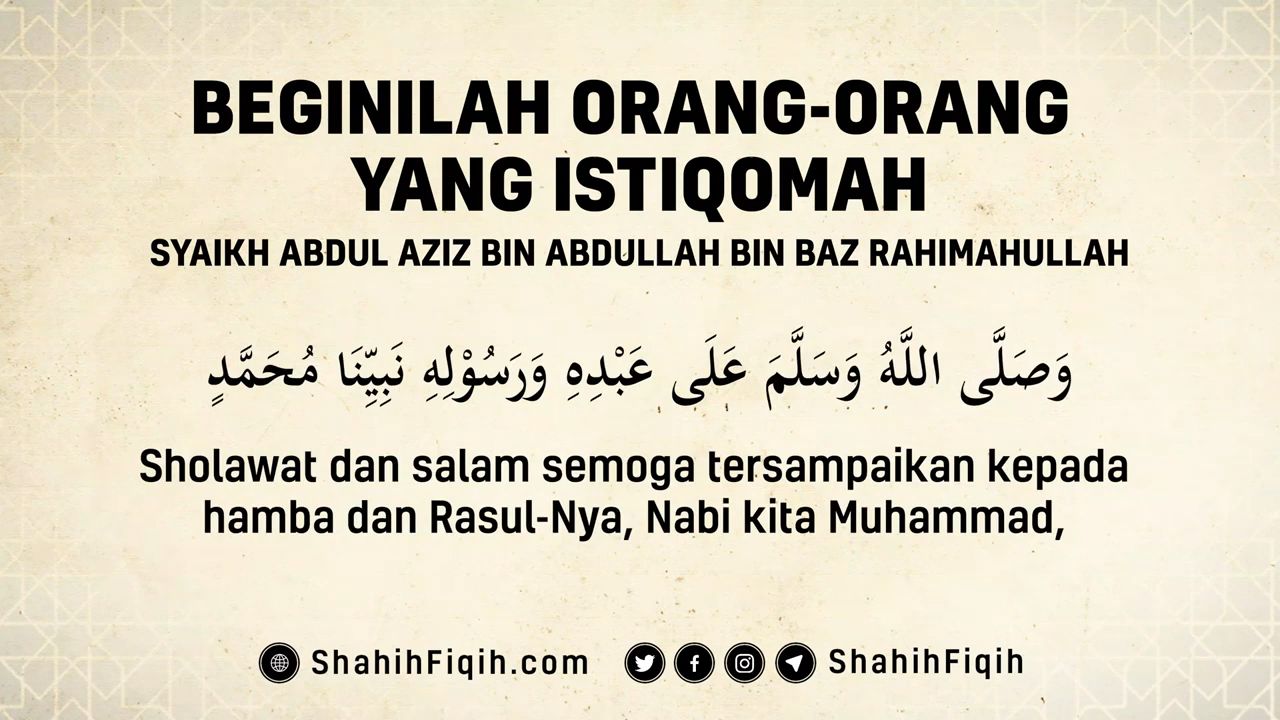 BEGINILAH ORANG-ORANG
YANG ISTIQOMAH
SYAIKH ABDUL AZIZ BIN ABDULLAH BIN BAZ RAHIMAHULLAH
وَصَلَّى اللَّهُ وَسَلَّمَ عَلَى عَبْدِهِ وَرَسُوْلِهِ نَبِيِّنَا مُحَمَّدٍ
Sholawat dan salam semoga tersampaikan kepada
hamba dan Rasul-Nya, Nabi kita Muhammad,
ShahihFiqih.com ShahihFiqih